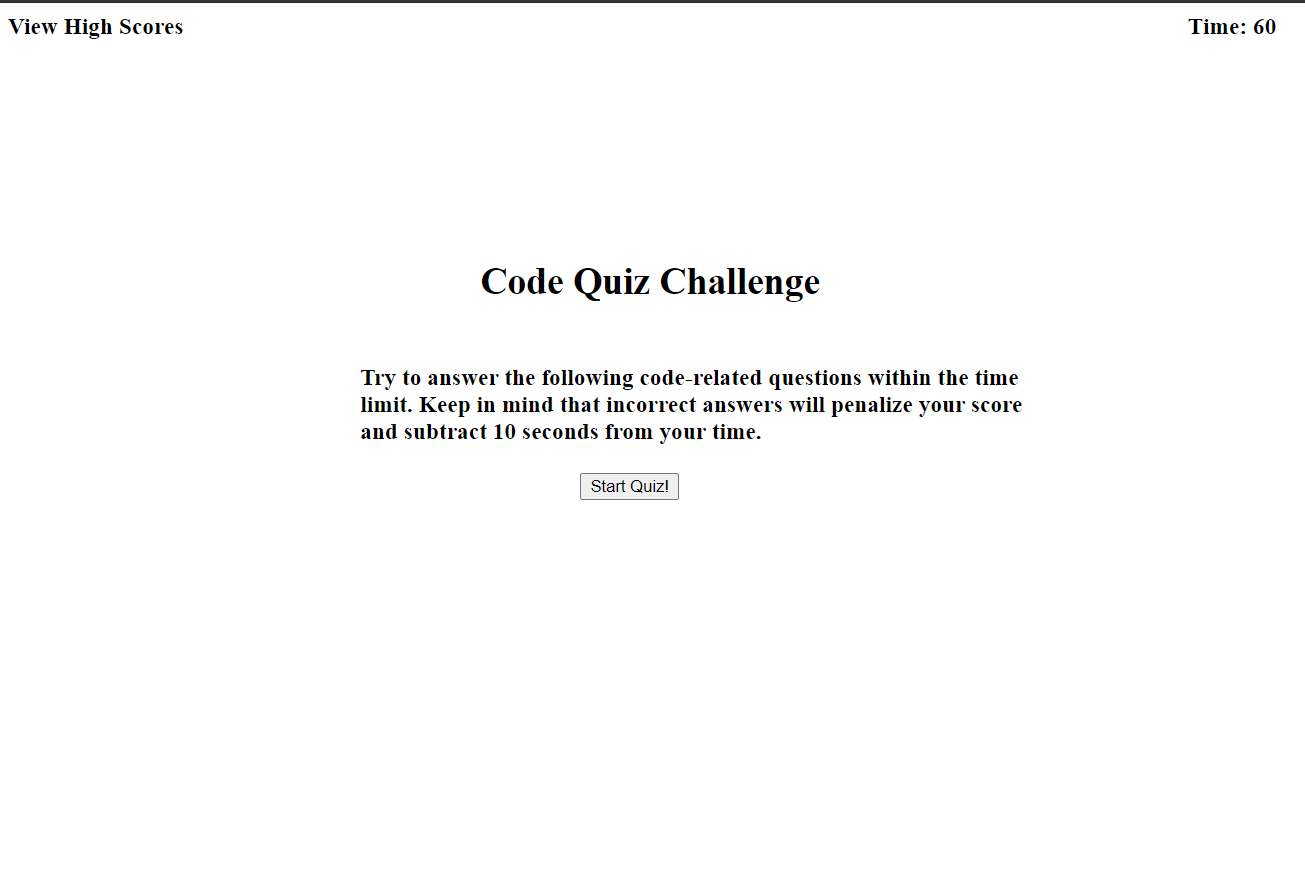 View High Scores
Time: 60
Code Quiz Challenge
Try to answer the following code-related questions within the time
limit. Keep in mind that incorrect answers will penalize your score
and subtract 10 seconds from your time.
Start Quiz!